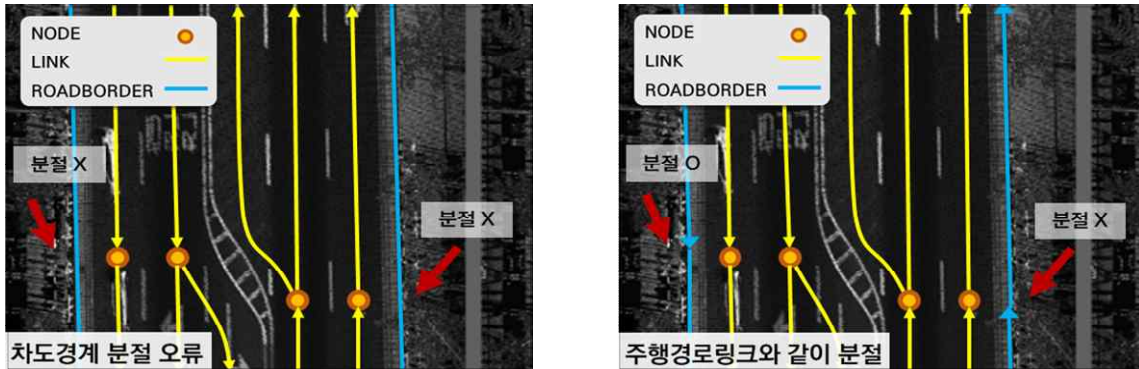 NODE
LINK
ROADBORDER
분절 X
분절 X
차도경계 분절 오류
NODE
LINK
ROADBORDER
분절 O
분절 X
주행경로링크와 같이 분절